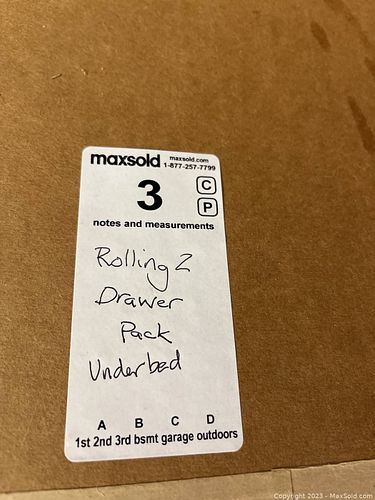 maxsold maxsold.com
1-877-257-7799
3 C
P
notes and measurements
Rolling 2
Drawer
Pack
Underbed
A B C D
1st 2nd 3rd bsmt garage outdoors
Copyright 2023 - MaxSold.com